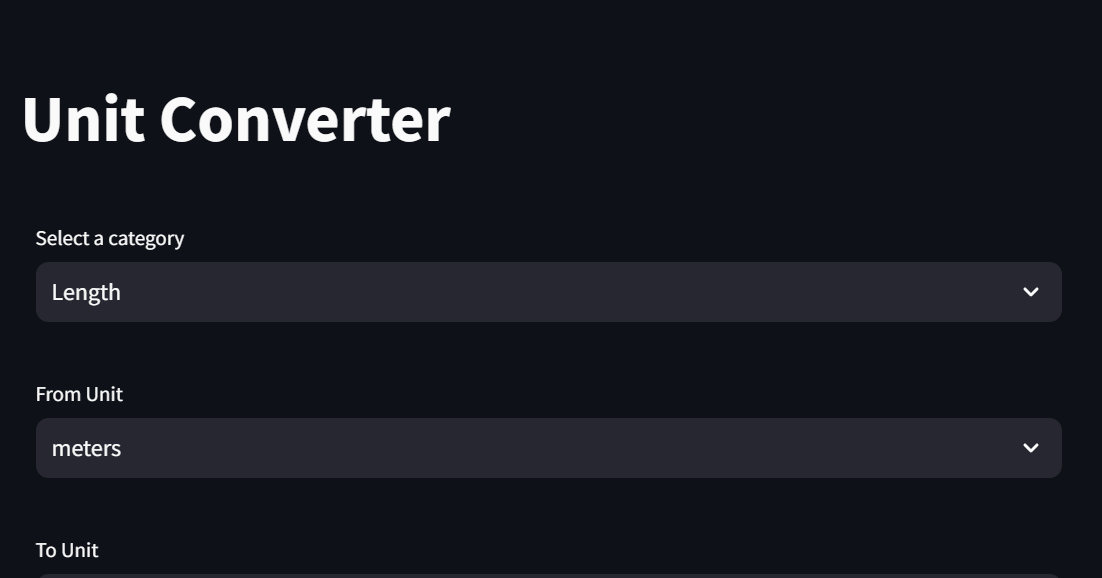 Unit Converter
Select a category
Length
From Unit
meters
To Unit